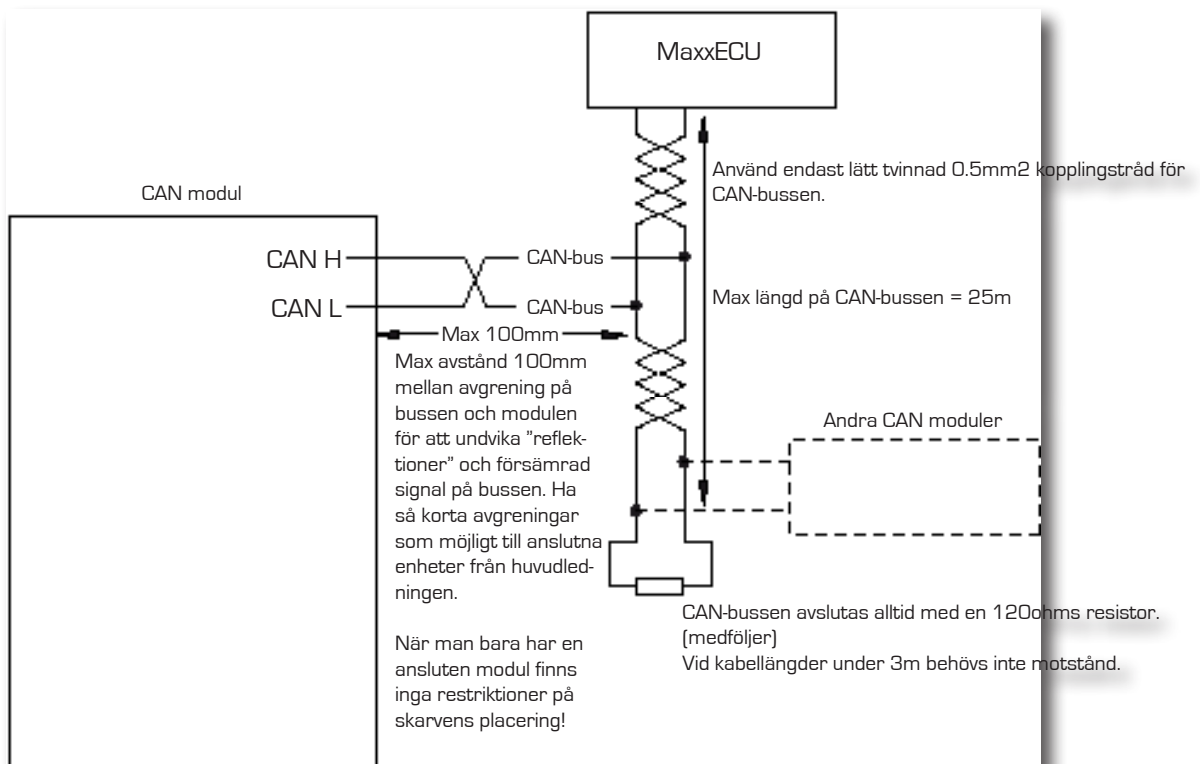 MaxxECU
Använd endast lätt tvinnad 0.5mm2 kopplingstråd för
CAN-bussen.
CAN modul
CAN H
CAN-bus
CAN L
CAN-bus
Max längd på CAN-bussen = 25m
Max 100mm
Max avstånd 100mm
mellan avgrening på
bussen och modulen
för att undvika ”reflek-
tioner” och försämrad
signal på bussen. Ha
så korta avgreningar
som möjligt till anslutna
enheter från huvudled-
ningen.
När man bara har en
ansluten modul finns
inga restriktioner på
skarvens placering!
Andra CAN moduler
CAN-bussen avslutas alltid med en 120ohms resistor.
(medföljer)
Vid kabellängder under 3m behövs inte motstånd.